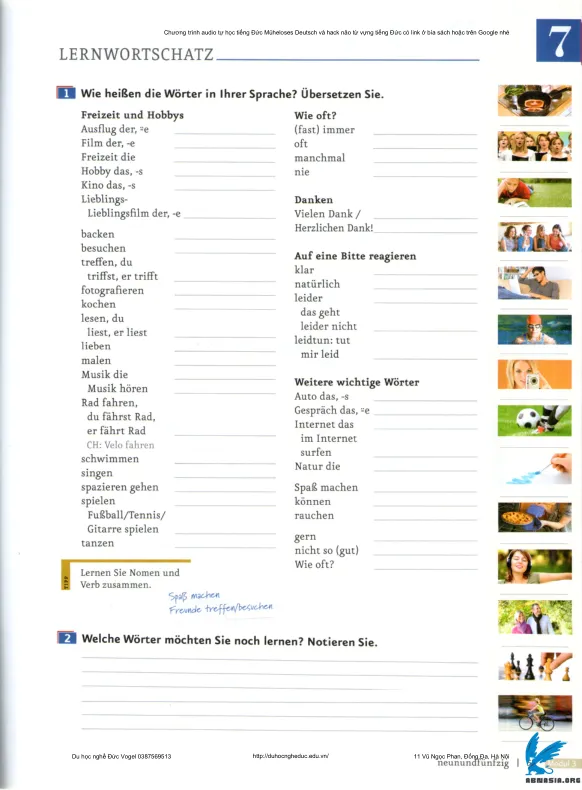 Chương trình audio tự học tiếng Đức Müheloses Deutsch và hack não từ vựng tiếng Đức có link ở bìa sách hoặc trên Google nhé
7
LERNWORTSCHATZ
1 Wie heißen die Wörter in Ihrer Sprache? Übersetzen Sie.
Freizeit und Hobbys
Ausflug der, ¨e
Film der, -e
Freizeit die
Hobby das, -s
Kino das, -s
Lieblings-
Lieblingsfilm der, -e
backen
besuchen
treffen, du
triffst, er trifft
fotografieren
kochen
lesen, du
liest, er liest
lieben
malen
Musik die
Musik hören
Rad fahren,
du fährst Rad,
er fährt Rad
CH: Velo fahren
schwimmen
singen
spazieren gehen
spielen
Fußball/Tennis/
Gitarre spielen
tanzen
Wie oft?
(fast) immer
oft
manchmal
nie
Danken
Vielen Dank /
Herzlichen Dank!
Auf eine Bitte reagieren
klar
natürlich
leider
das geht
leider nicht
leidtun: tut
mir leid
Weitere wichtige Wörter
Auto das, -s
Gespräch das, ¨e
Internet das
im Internet
surfen
Natur die
Spaß machen
können
rauchen
gern
nicht so (gut)
Wie oft?
TIPP
Lernen Sie Nomen und
Verb zusammen.
Spaß machen
Freunde treffen/besuchen
2 Welche Wörter möchten Sie noch lernen? Notieren Sie.
Du học nghề Đức Vogel 0387569513
http://duhocngheduc.edu.vn/
11 Vũ Ngọc Phan, Đống Đa, Hà Nội
neunundfünfzig
Modul 3